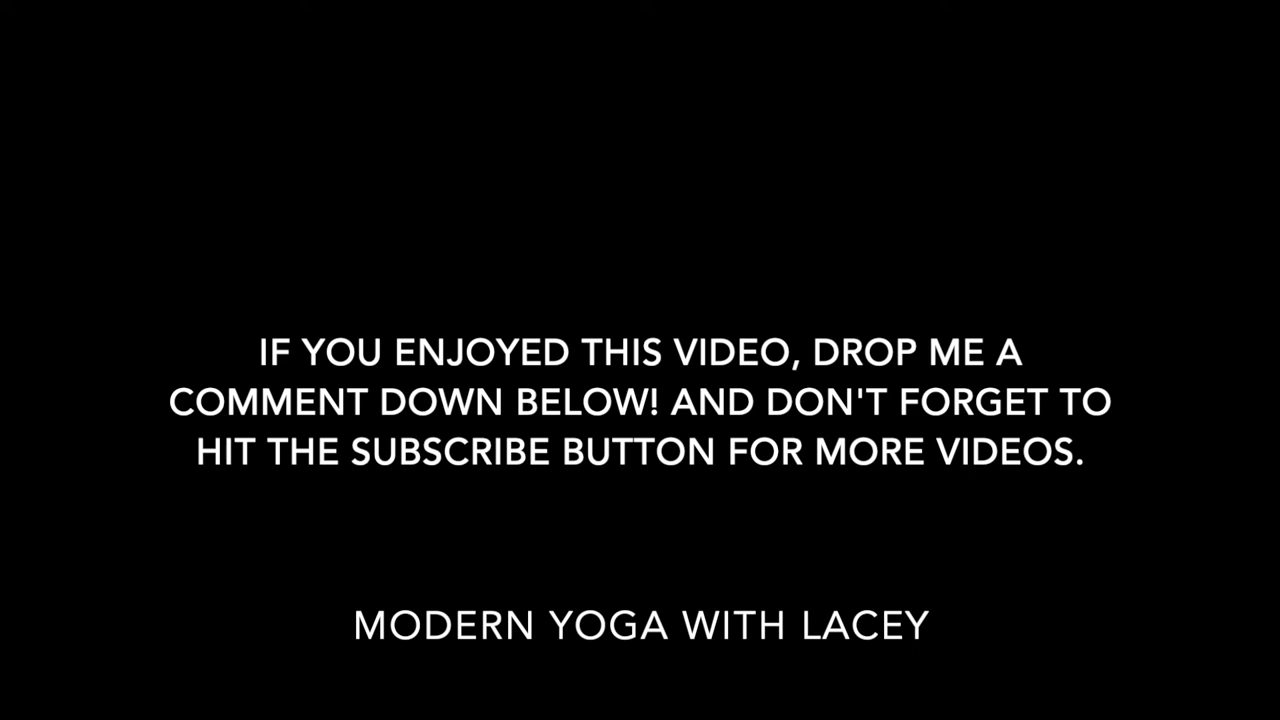 IF YOU ENJOYED THIS VIDEO, DROP ME A
COMMENT DOWN BELOW! AND DON'T FORGET TO
HIT THE SUBSCRIBE BUTTON FOR MORE VIDEOS.
MODERN YOGA WITH LACEY